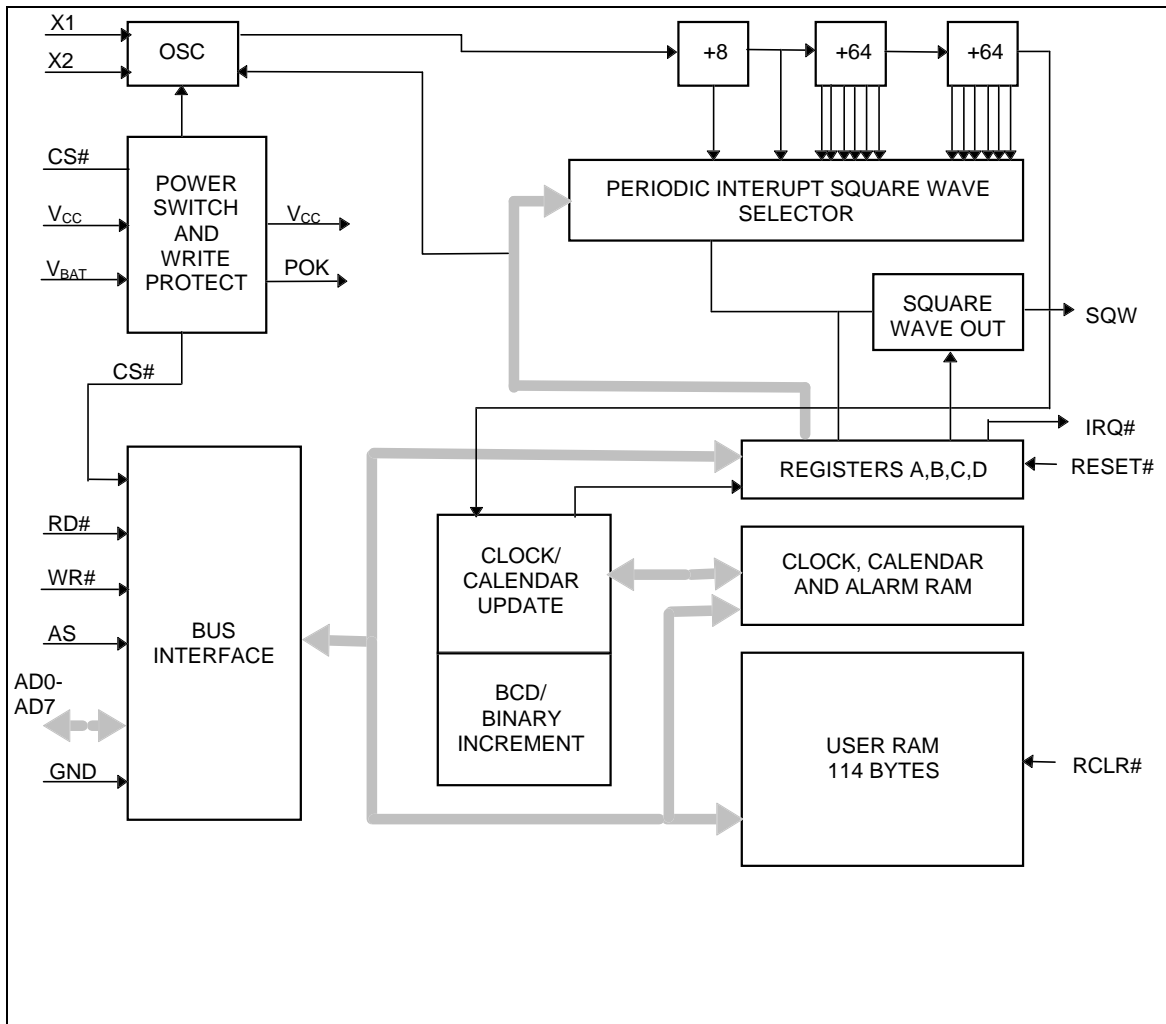 X1
X2
OSC
+8
+64
+64
CS#
VCC
VBAT
POWER
SWITCH
AND
WRITE
PROTECT
VCC
POK
PERIODIC INTERUPT SQUARE WAVE
SELECTOR
SQUARE
WAVE OUT
SQW
CS#
IRQ#
REGISTERS A,B,C,D
RESET#
RD#
WR#
AS
AD0-
AD7
GND
BUS
INTERFACE
CLOCK/
CALENDAR
UPDATE
CLOCK, CALENDAR
AND ALARM RAM
BCD/
BINARY
INCREMENT
USER RAM
114 BYTES
RCLR#